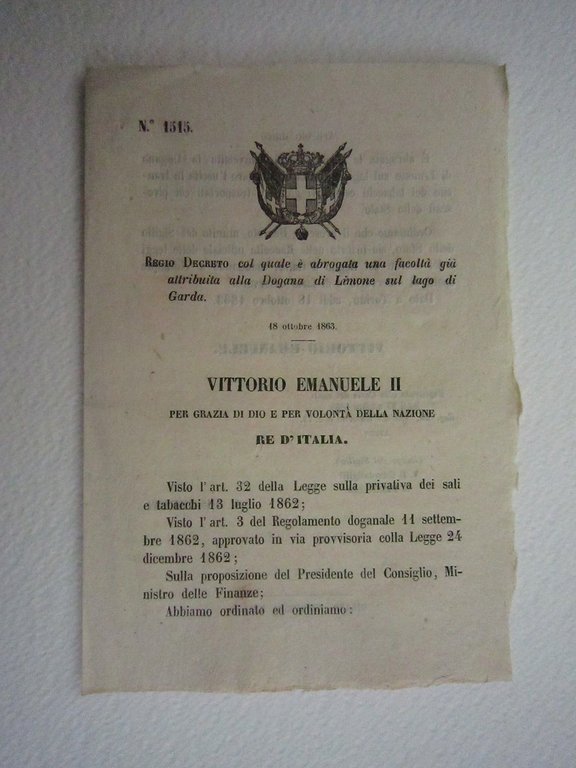 N.° 1515.
REGIO DECRETO col quale è abrogata una facoltà già
attribuita alla Dogana di Limone sul lago di
Garda.
18 ottobre 1863.
VITTORIO EMANUELE II
PER GRAZIA DI DIO E PER VOLONTÀ DELLA NAZIONE
RE D'ITALIA.
Visto l'art. 32 della Legge sulla privativa dei sali
e tabacchi 13 luglio 1862;
Visto l'art. 3 del Regolamento doganale 11 settem-
bre 1862, approvato in via provvisoria colla Legge 24
dicembre 1862;
Sulla proposizione del Presidente del Consiglio, Mi-
nistro delle Finanze;
Abbiamo ordinato ed ordiniamo: